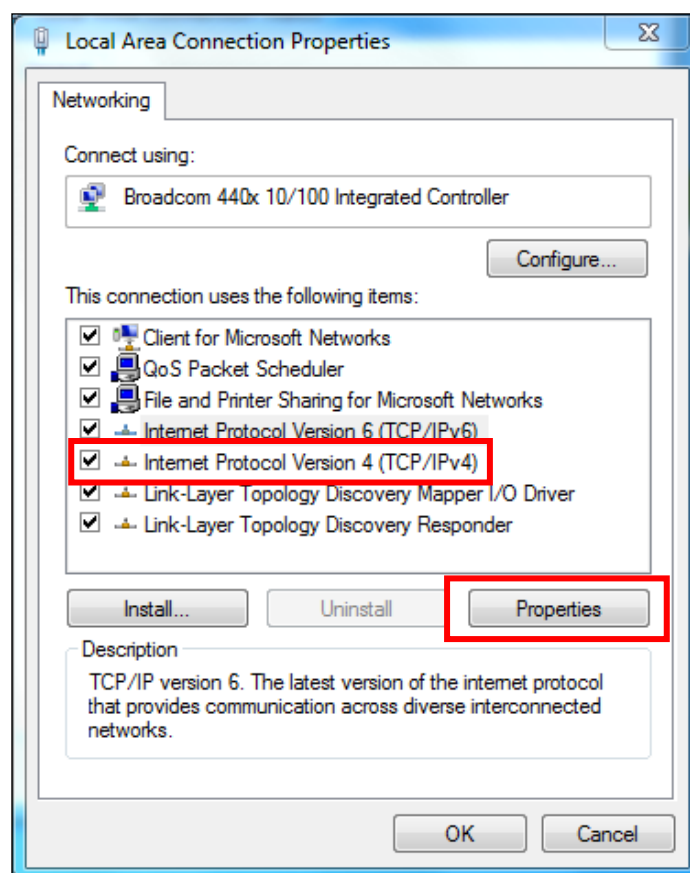 Local Area Connection Properties
Networking
Connect using:
Broadcom 440x 10/100 Integrated Controller
Configure...
This connection uses the following items:
Client for Microsoft Networks
QoS Packet Scheduler
File and Printer Sharing for Microsoft Networks
Internet Protocol Version 6 (TCP/IPv6)
Internet Protocol Version 4 (TCP/IPv4)
Link-Layer Topology Discovery Mapper I/O Driver
Link-Layer Topology Discovery Responder
Install... Uninstall Properties
Description
TCP/IP version 6. The latest version of the internet protocol
that provides communication across diverse interconnected
networks.
OK Cancel